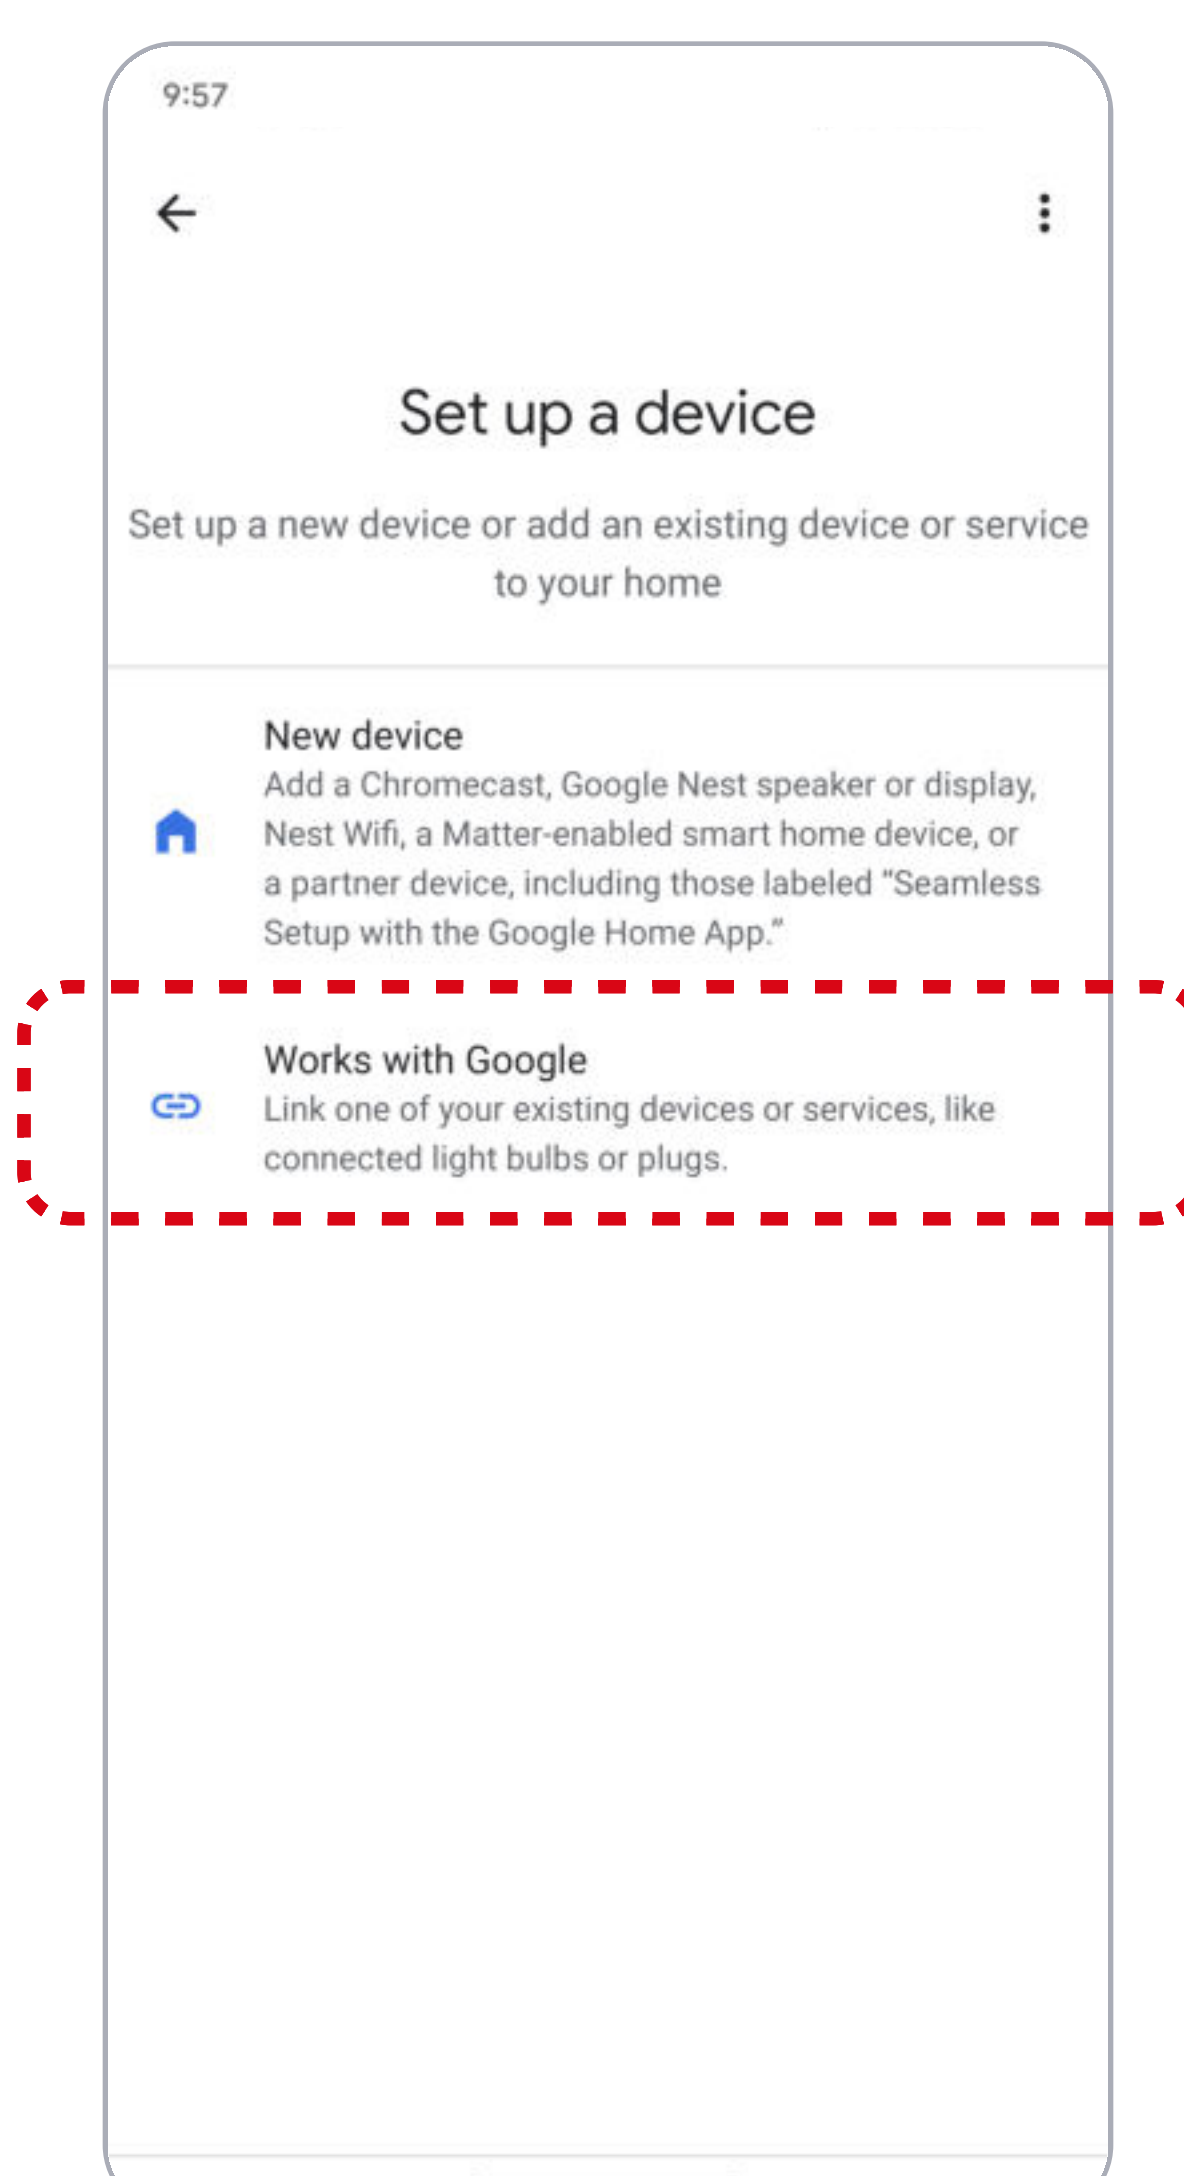 9:57
Set up a device
Set up a new device or add an existing device or service
to your home
New device
Add a Chromecast, Google Nest speaker or display,
Nest Wifi, a Matter-enabled smart home device, or
a partner device, including those labeled “Seamless
Setup with the Google Home App.”
Works with Google
Link one of your existing devices or services, like
connected light bulbs or plugs.